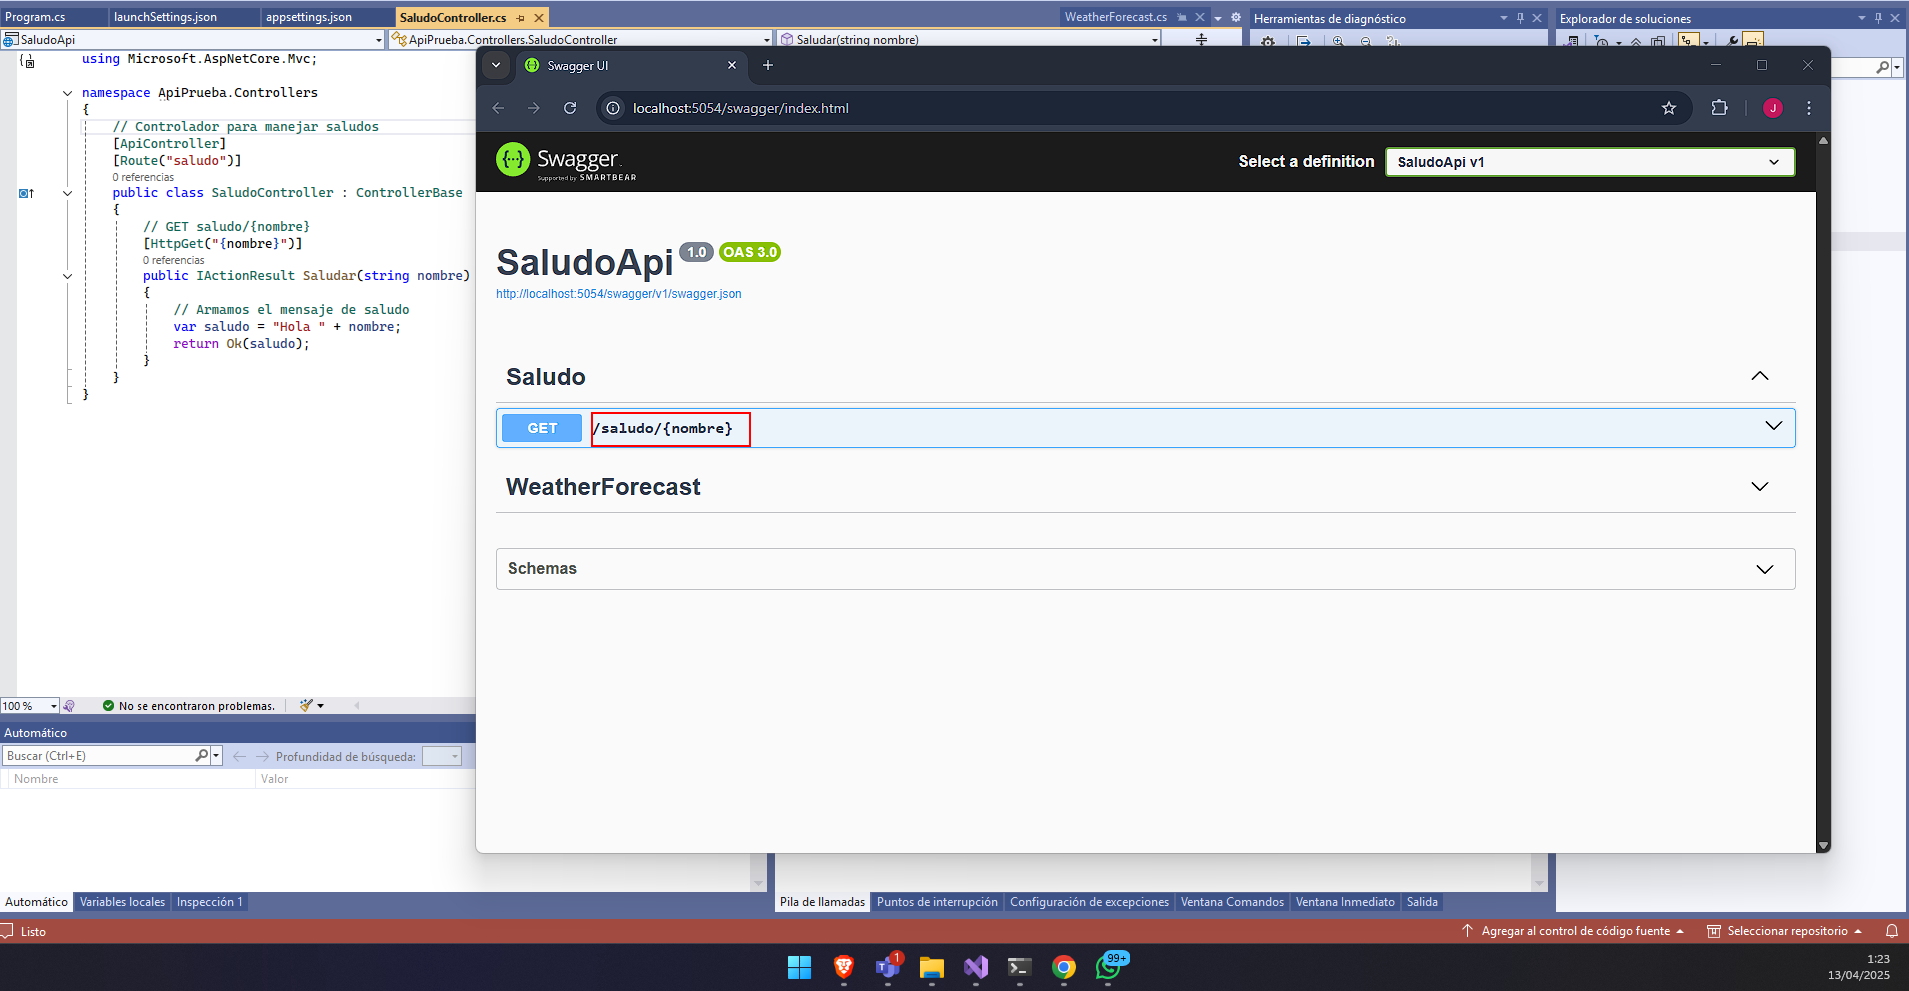 Program.cs
launchSettings.json
appsettings.json
SaludoController.cs
WeatherForecast.cs
Herramientas de diagnóstico
Explorador de soluciones
SaludoApi
ApiPrueba.Controllers.SaludoController
Saludar(string nombre)
using Microsoft.AspNetCore.Mvc;
namespace ApiPrueba.Controllers
{
// Controlador para manejar saludos
[ApiController]
[Route("saludo")]
0 referencias
public class SaludoController : ControllerBase
{
// GET saludo/{nombre}
[HttpGet("{nombre}")]
0 referencias
public IActionResult Saludar(string nombre)
{
// Armamos el mensaje de saludo
var saludo = "Hola " + nombre;
return Ok(saludo);
}
}
}
100 %
No se encontraron problemas.
Automático
Buscar (Ctrl+E)
Profundidad de búsqueda:
Nombre
Valor
Swagger UI
localhost:5054/swagger/index.html
J
Swagger.
Supported by SMARTBEAR
Select a definition
SaludoApi v1
SaludoApi 1.0 OAS 3.0
http://localhost:5054/swagger/v1/swagger.json
Saludo
GET /saludo/{nombre}
WeatherForecast
Schemas
Automático
Variables locales
Inspección 1
Pila de llamadas
Puntos de interrupción
Configuración de excepciones
Ventana Comandos
Ventana Inmediato
Salida
Listo
Agregar al control de código fuente
Seleccionar repositorio
1
99+
1:23
13/04/2025